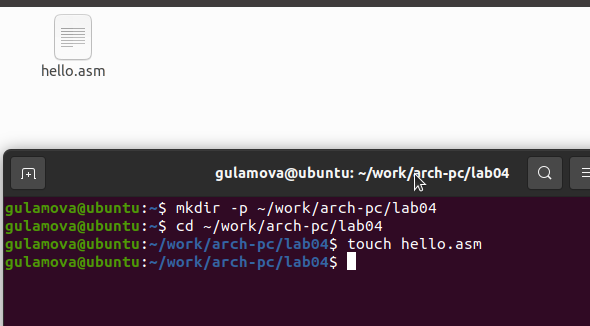 hello.asm
gulamova@ubuntu: ~/work/arch-pc/lab04
gulamova@ubuntu:~$ mkdir -p ~/work/arch-pc/lab04
gulamova@ubuntu:~$ cd ~/work/arch-pc/lab04
gulamova@ubuntu:~/work/arch-pc/lab04$ touch hello.asm
gulamova@ubuntu:~/work/arch-pc/lab04$